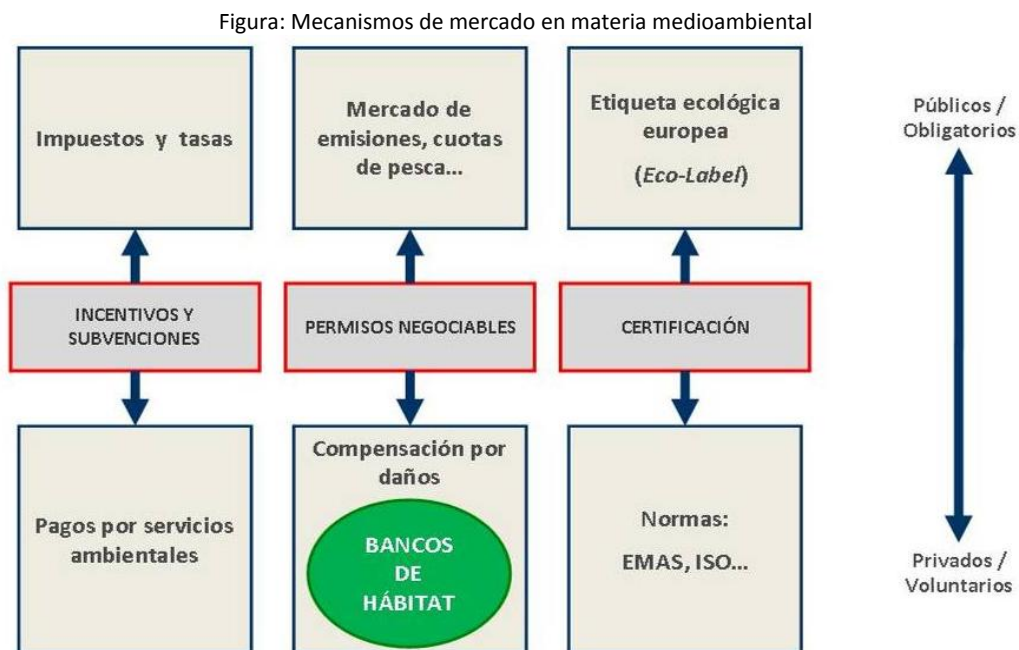 Figura: Mecanismos de mercado en materia medioambiental
Impuestos y tasas
Mercado de
emisiones, cuotas
de pesca...
Etiqueta ecológica
europea
(Eco-Label)
Públicos /
Obligatorios
INCENTIVOS Y
SUBVENCIONES
PERMISOS NEGOCIABLES
CERTIFICACIÓN
Pagos por servicios
ambientales
Compensación por
daños
BANCOS
DE
HÁBITAT
Normas:
EMAS, ISO...
Privados /
Voluntarios